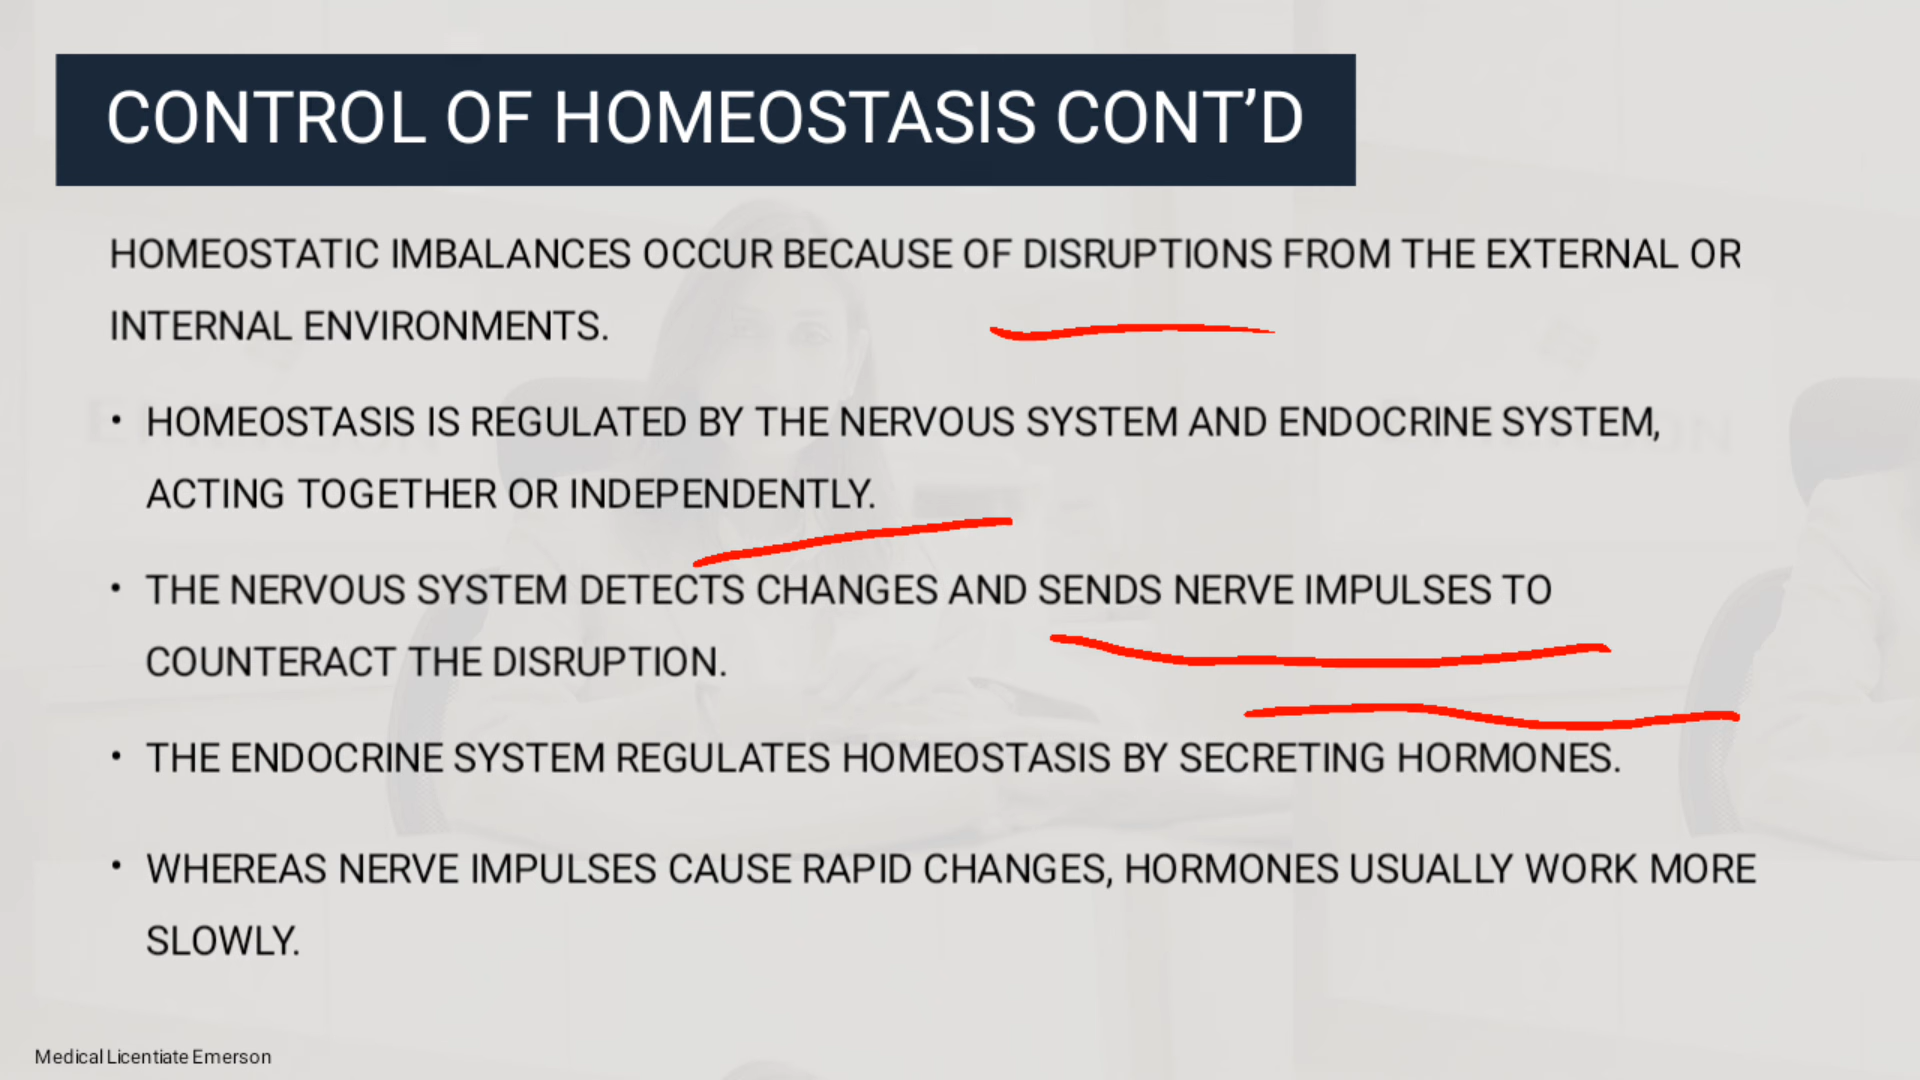 CONTROL OF HOMEOSTASIS CONT’D
HOMEOSTATIC IMBALANCES OCCUR BECAUSE OF DISRUPTIONS FROM THE EXTERNAL OR
INTERNAL ENVIRONMENTS.
• HOMEOSTASIS IS REGULATED BY THE NERVOUS SYSTEM AND ENDOCRINE SYSTEM,
ACTING TOGETHER OR INDEPENDENTLY.
• THE NERVOUS SYSTEM DETECTS CHANGES AND SENDS NERVE IMPULSES TO
COUNTERACT THE DISRUPTION.
• THE ENDOCRINE SYSTEM REGULATES HOMEOSTASIS BY SECRETING HORMONES.
• WHEREAS NERVE IMPULSES CAUSE RAPID CHANGES, HORMONES USUALLY WORK MORE
SLOWLY.
Medical Licentiate Emerson